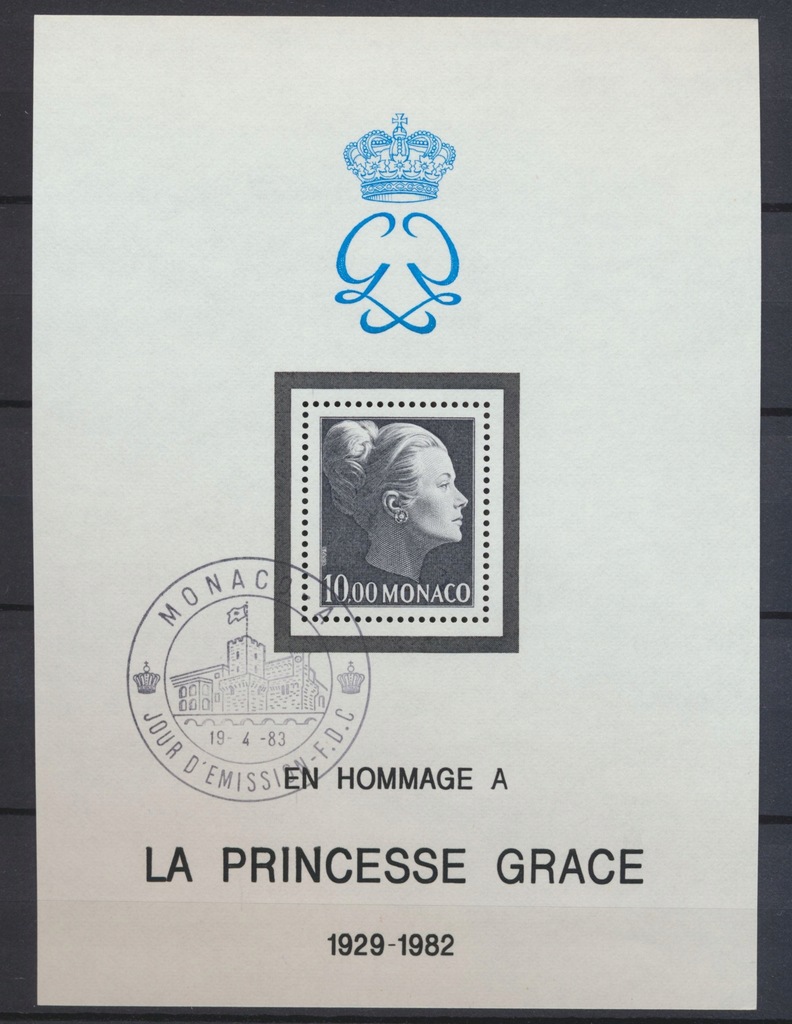 10,00 MONACO
MONACO-A
19-4-83
JOUR D'EMISSION-F.D.C
EN HOMMAGE A
LA PRINCESSE GRACE
1929-1982